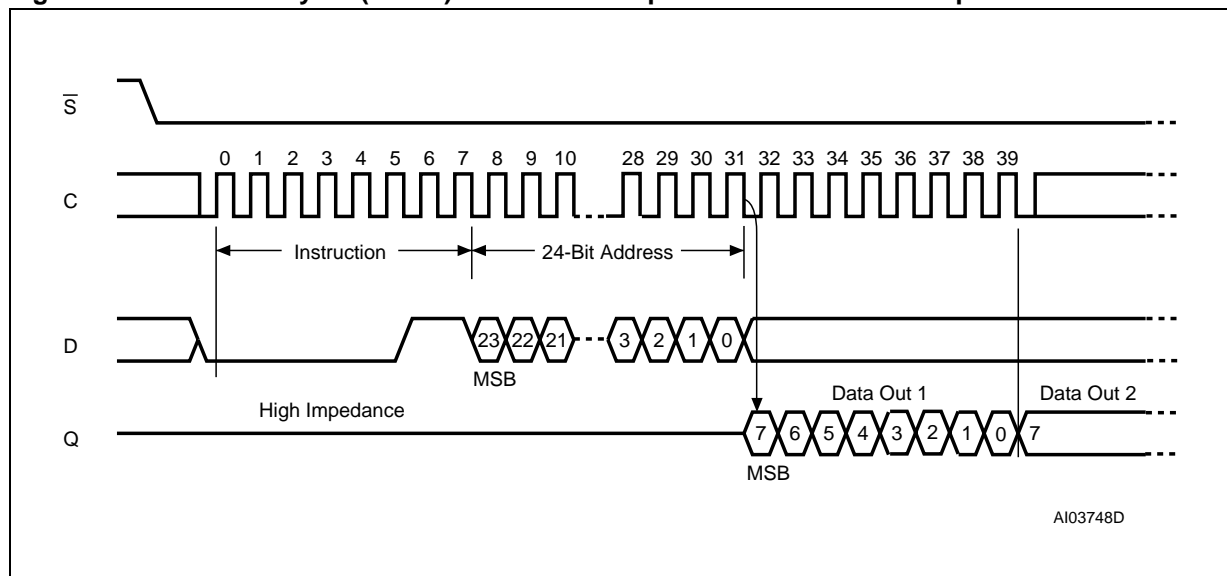 S
0 1 2 3 4 5 6 7 8 9 10 28 29 30 31 32 33 34 35 36 37 38 39
C
Instruction 24-Bit Address
D
23 22 21 3 2 1 0
MSB
High Impedance Data Out 1 Data Out 2
Q
7 6 5 4 3 2 1 0 7
MSB
AI03748D